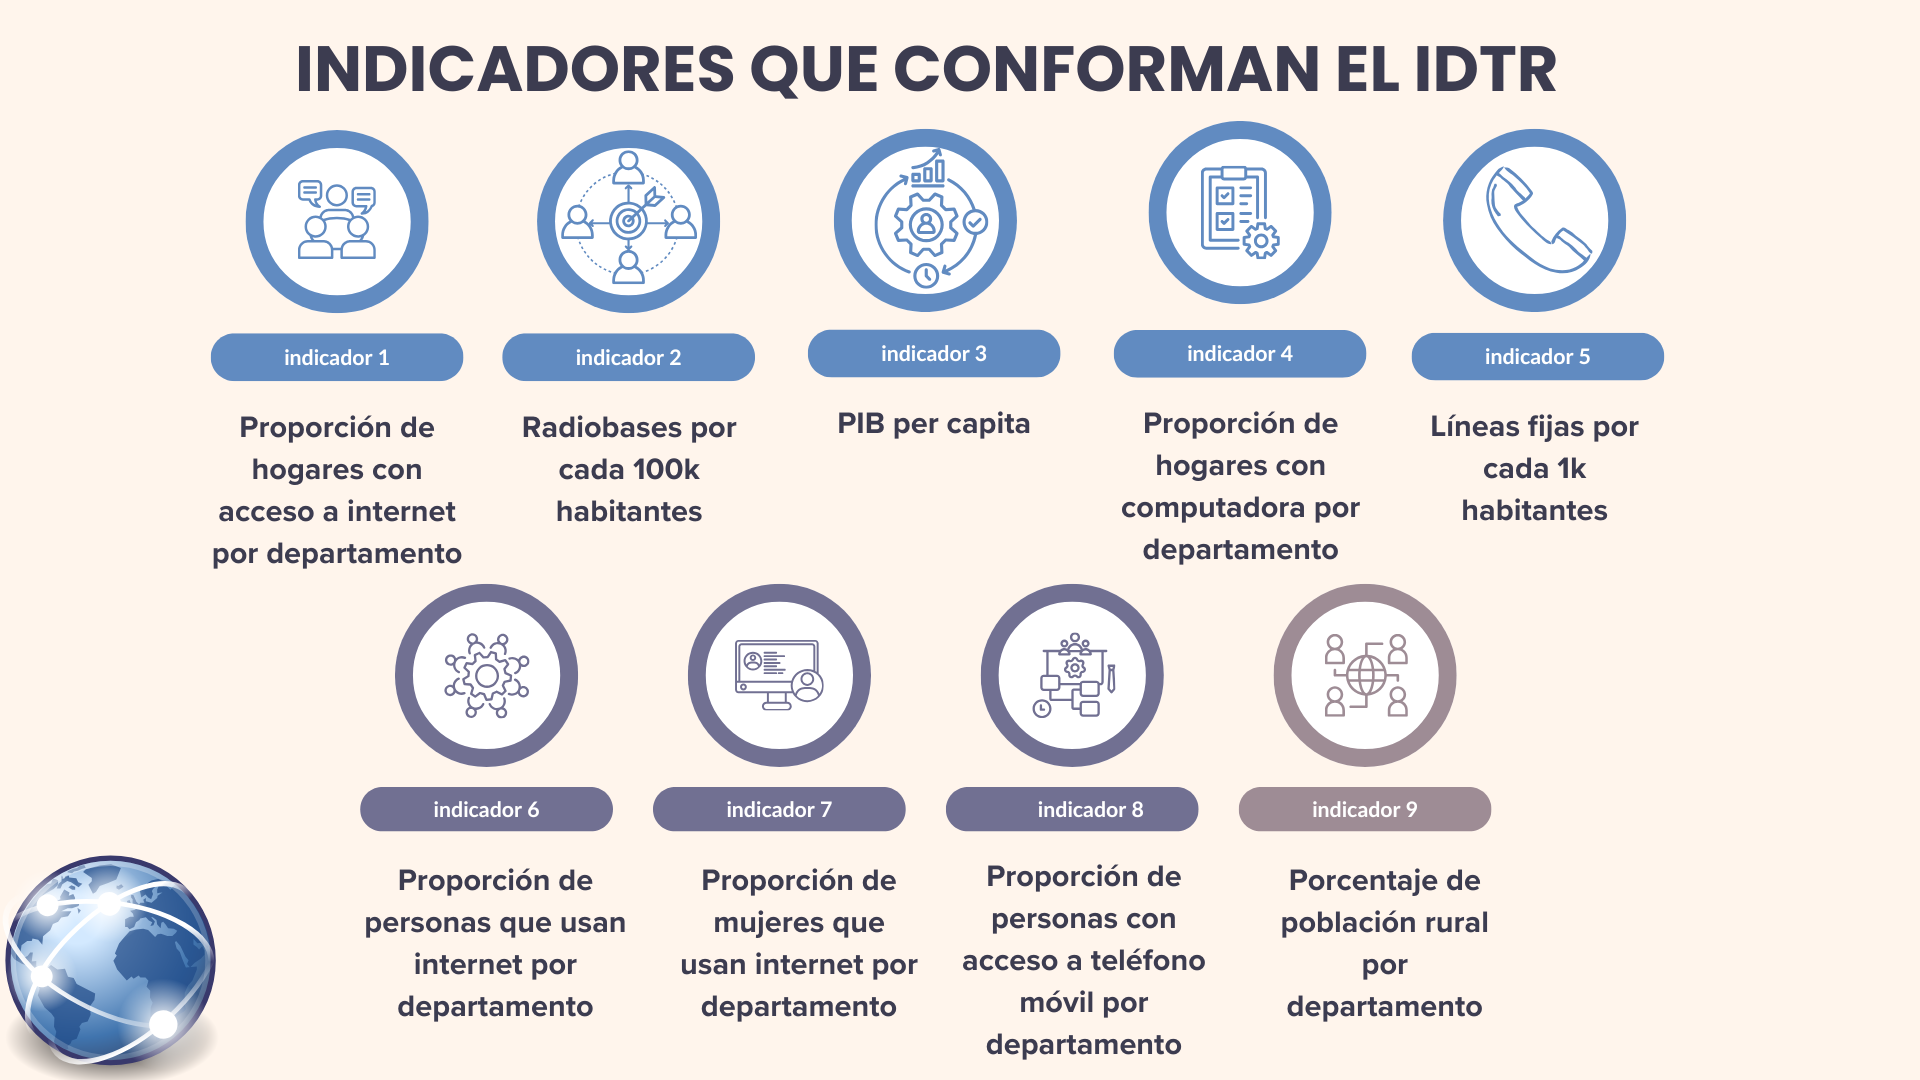 INDICADORES QUE CONFORMAN EL IDTR
indicador 1
Proporción de
hogares con
acceso a internet
por departamento
indicador 2
Radiobases por
cada 100k
habitantes
indicador 3
PIB per capita
indicador 4
Proporción de
hogares con
computadora por
departamento
indicador 5
Líneas fijas por
cada 1k
habitantes
indicador 6
Proporción de
personas que usan
internet por
departamento
indicador 7
Proporción de
mujeres que
usan internet por
departamento
indicador 8
Proporción de
personas con
acceso a teléfono
móvil por
departamento
indicador 9
Porcentaje de
población rural
por
departamento